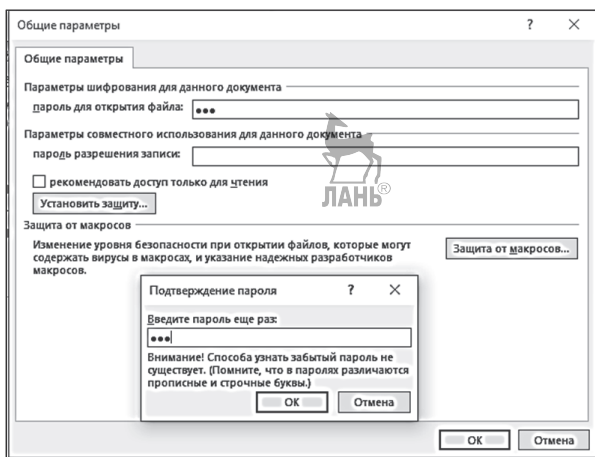 Общие параметры ? ×
Общие параметры
Параметры шифрования для данного документа
пароль для открытия файла: •••
Параметры совместного использования для данного документа
пароль разрешения записи:
рекомендовать доступ только для чтения
ЛАНЬ®
Установить защиту...
Защита от макросов
Изменение уровня безопасности при открытии файлов, которые могут
содержать вирусы в макросах, и указание надежных разработчиков
макросов.
Защита от макросов...
Подтверждение пароля ? ×
Введите пароль еще раз:
•••
Внимание! Способа узнать забытый пароль не
существует. (Помните, что в паролях различаются
прописные и строчные буквы.)
ОК Отмена
ОК Отмена